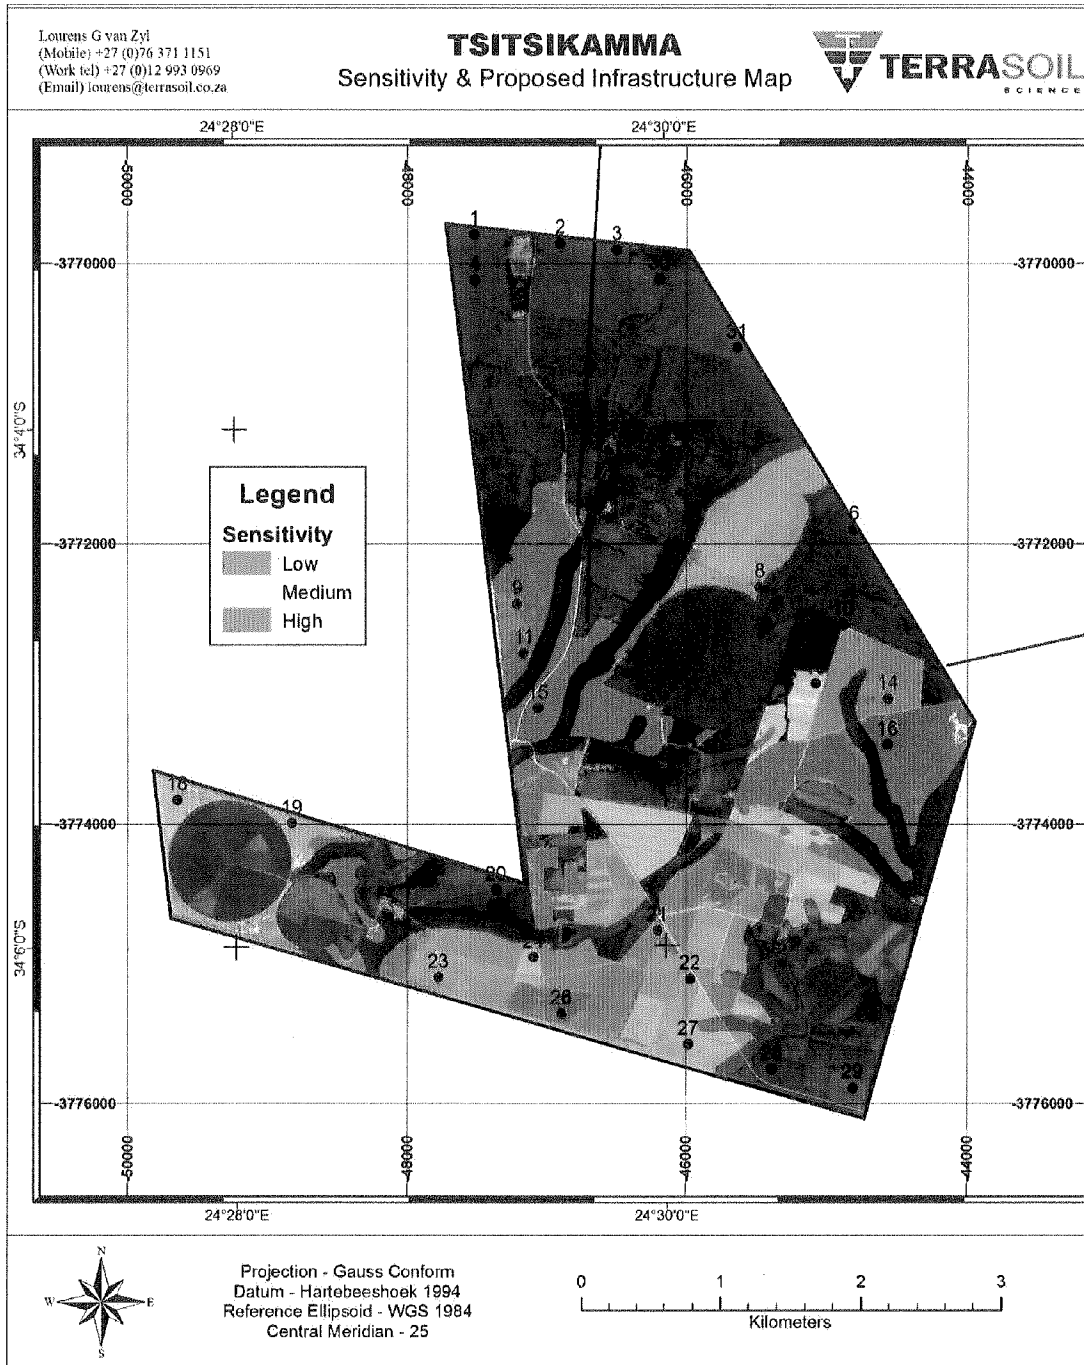 Lourens G van Zyl
(Mobile) +27 (0)76 371 1151
(Work tel) +27 (0)12 993 0969
(Email) lourens@terrasoil.co.za
TSITSIKAMMA
Sensitivity & Proposed Infrastructure Map
TERRASOIL
SCIENCE
24°28'0"E
24°30'0"E
-50000
-48000
-46000
-44000
1
2
3
4
-3770000
-3770000
31
34°4'0"S
Legend
Sensitivity
Low
Medium
High
6
-3772000
-3772000
8
9
11
14
15
16
18
19
-3774000
-3774000
20
21
34°6'0"S
23
22
26
27
28
29
-3776000
-3776000
-50000
-48000
-46000
-44000
24°28'0"E
24°30'0"E
N
W
E
S
Projection - Gauss Conform
Datum - Hartebeeshoek 1994
Reference Ellipsoid - WGS 1984
Central Meridian - 25
0
1
2
3
Kilometers